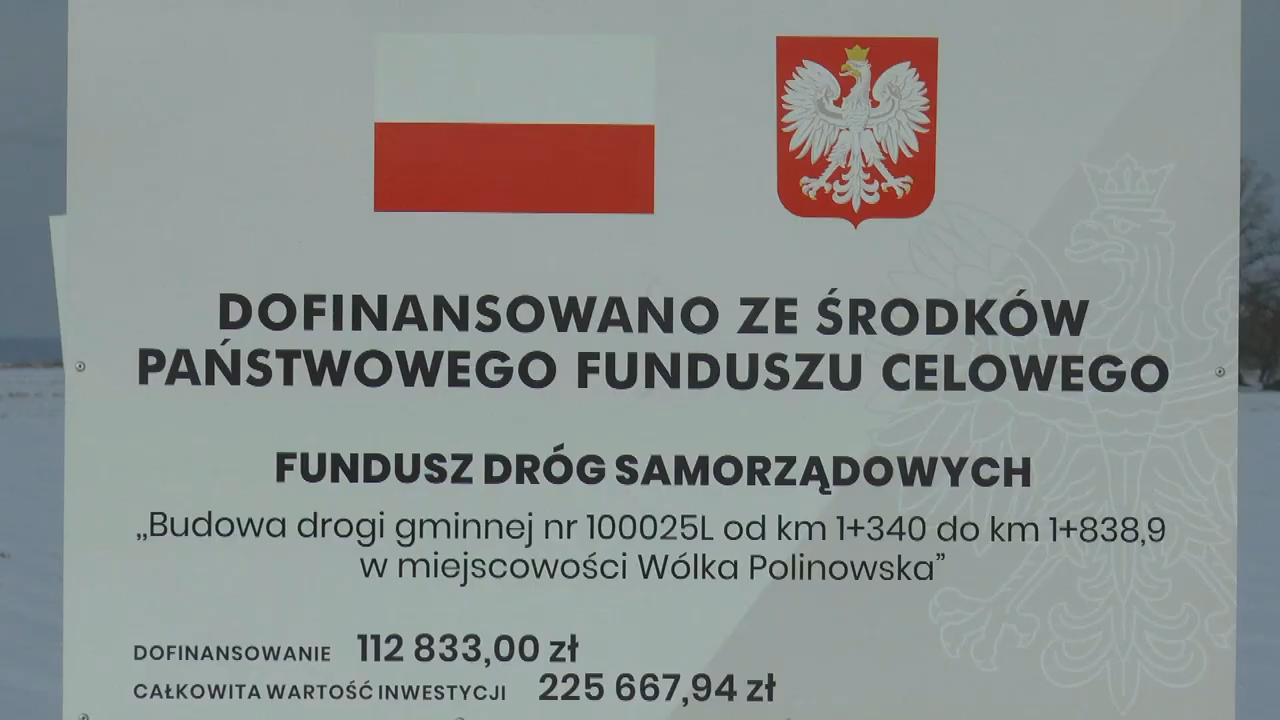 DOFINANSOWANO ZE ŚRODKÓW
PAŃSTWOWEGO FUNDUSZU CELOWEGO
FUNDUSZ DRÓG SAMORZĄDOWYCH
„Budowa drogi gminnej nr 100025L od km 1+340 do km 1+838,9
w miejscowości Wólka Polinowska”
DOFINANSOWANIE 112 833,00 zł
CAŁKOWITA WARTOŚĆ INWESTYCJI 225 667,94 zł